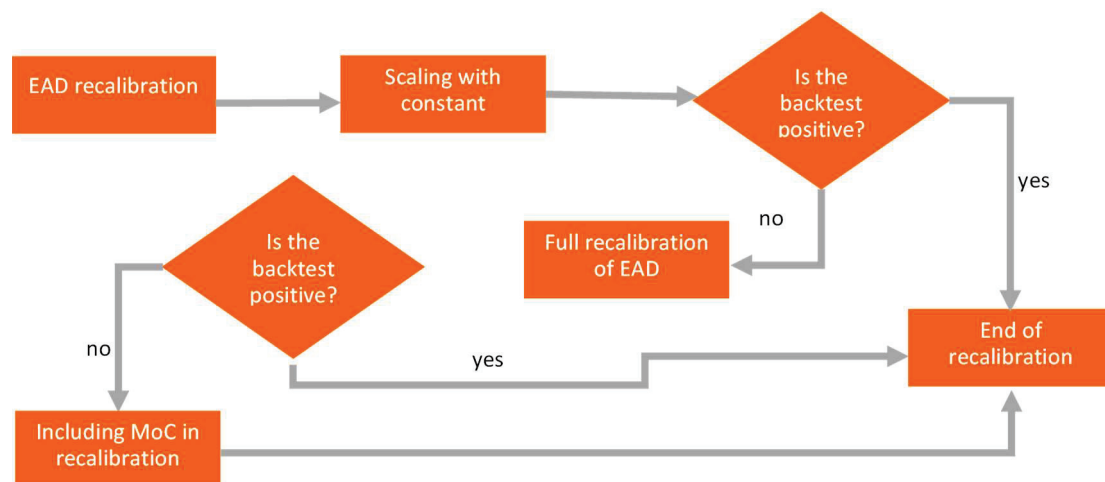 EAD recalibration
Scaling with
constant
Is the
backtest
positive?
yes
no
Full recalibration
of EAD
Is the
backtest
positive?
no
yes
End of
recalibration
Including MoC in
recalibration